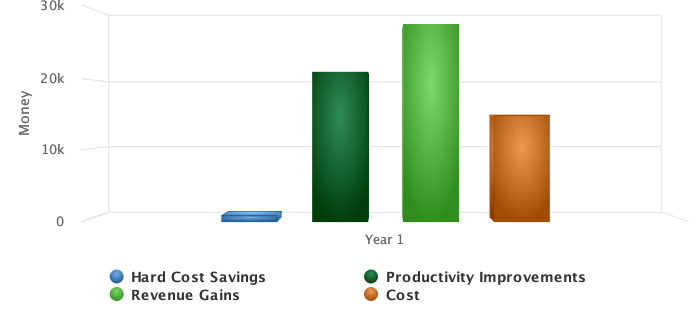 30k
20k
10k
0
Money
Year 1
Hard Cost Savings
Productivity Improvements
Revenue Gains
Cost